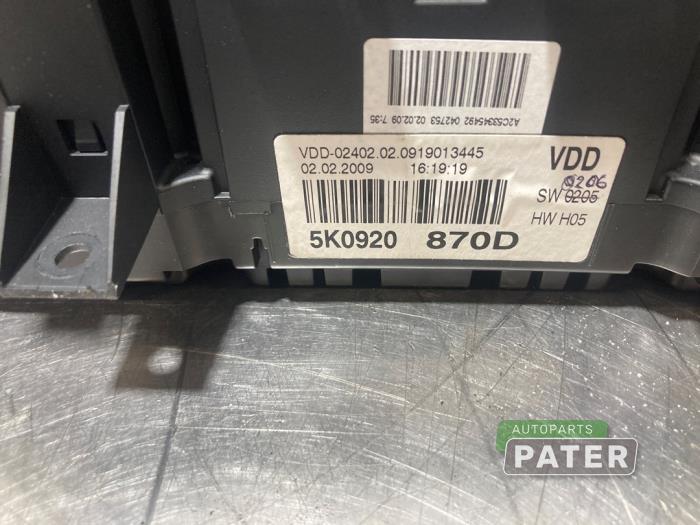 A2C53345492 042753 02.02.09 7:35
VDD-02402.02.0919013445 VDD
02.02.2009 16:19:19
0206
SW 0205
HW H05
5K0920 870D
AUTOPARTS
PATER